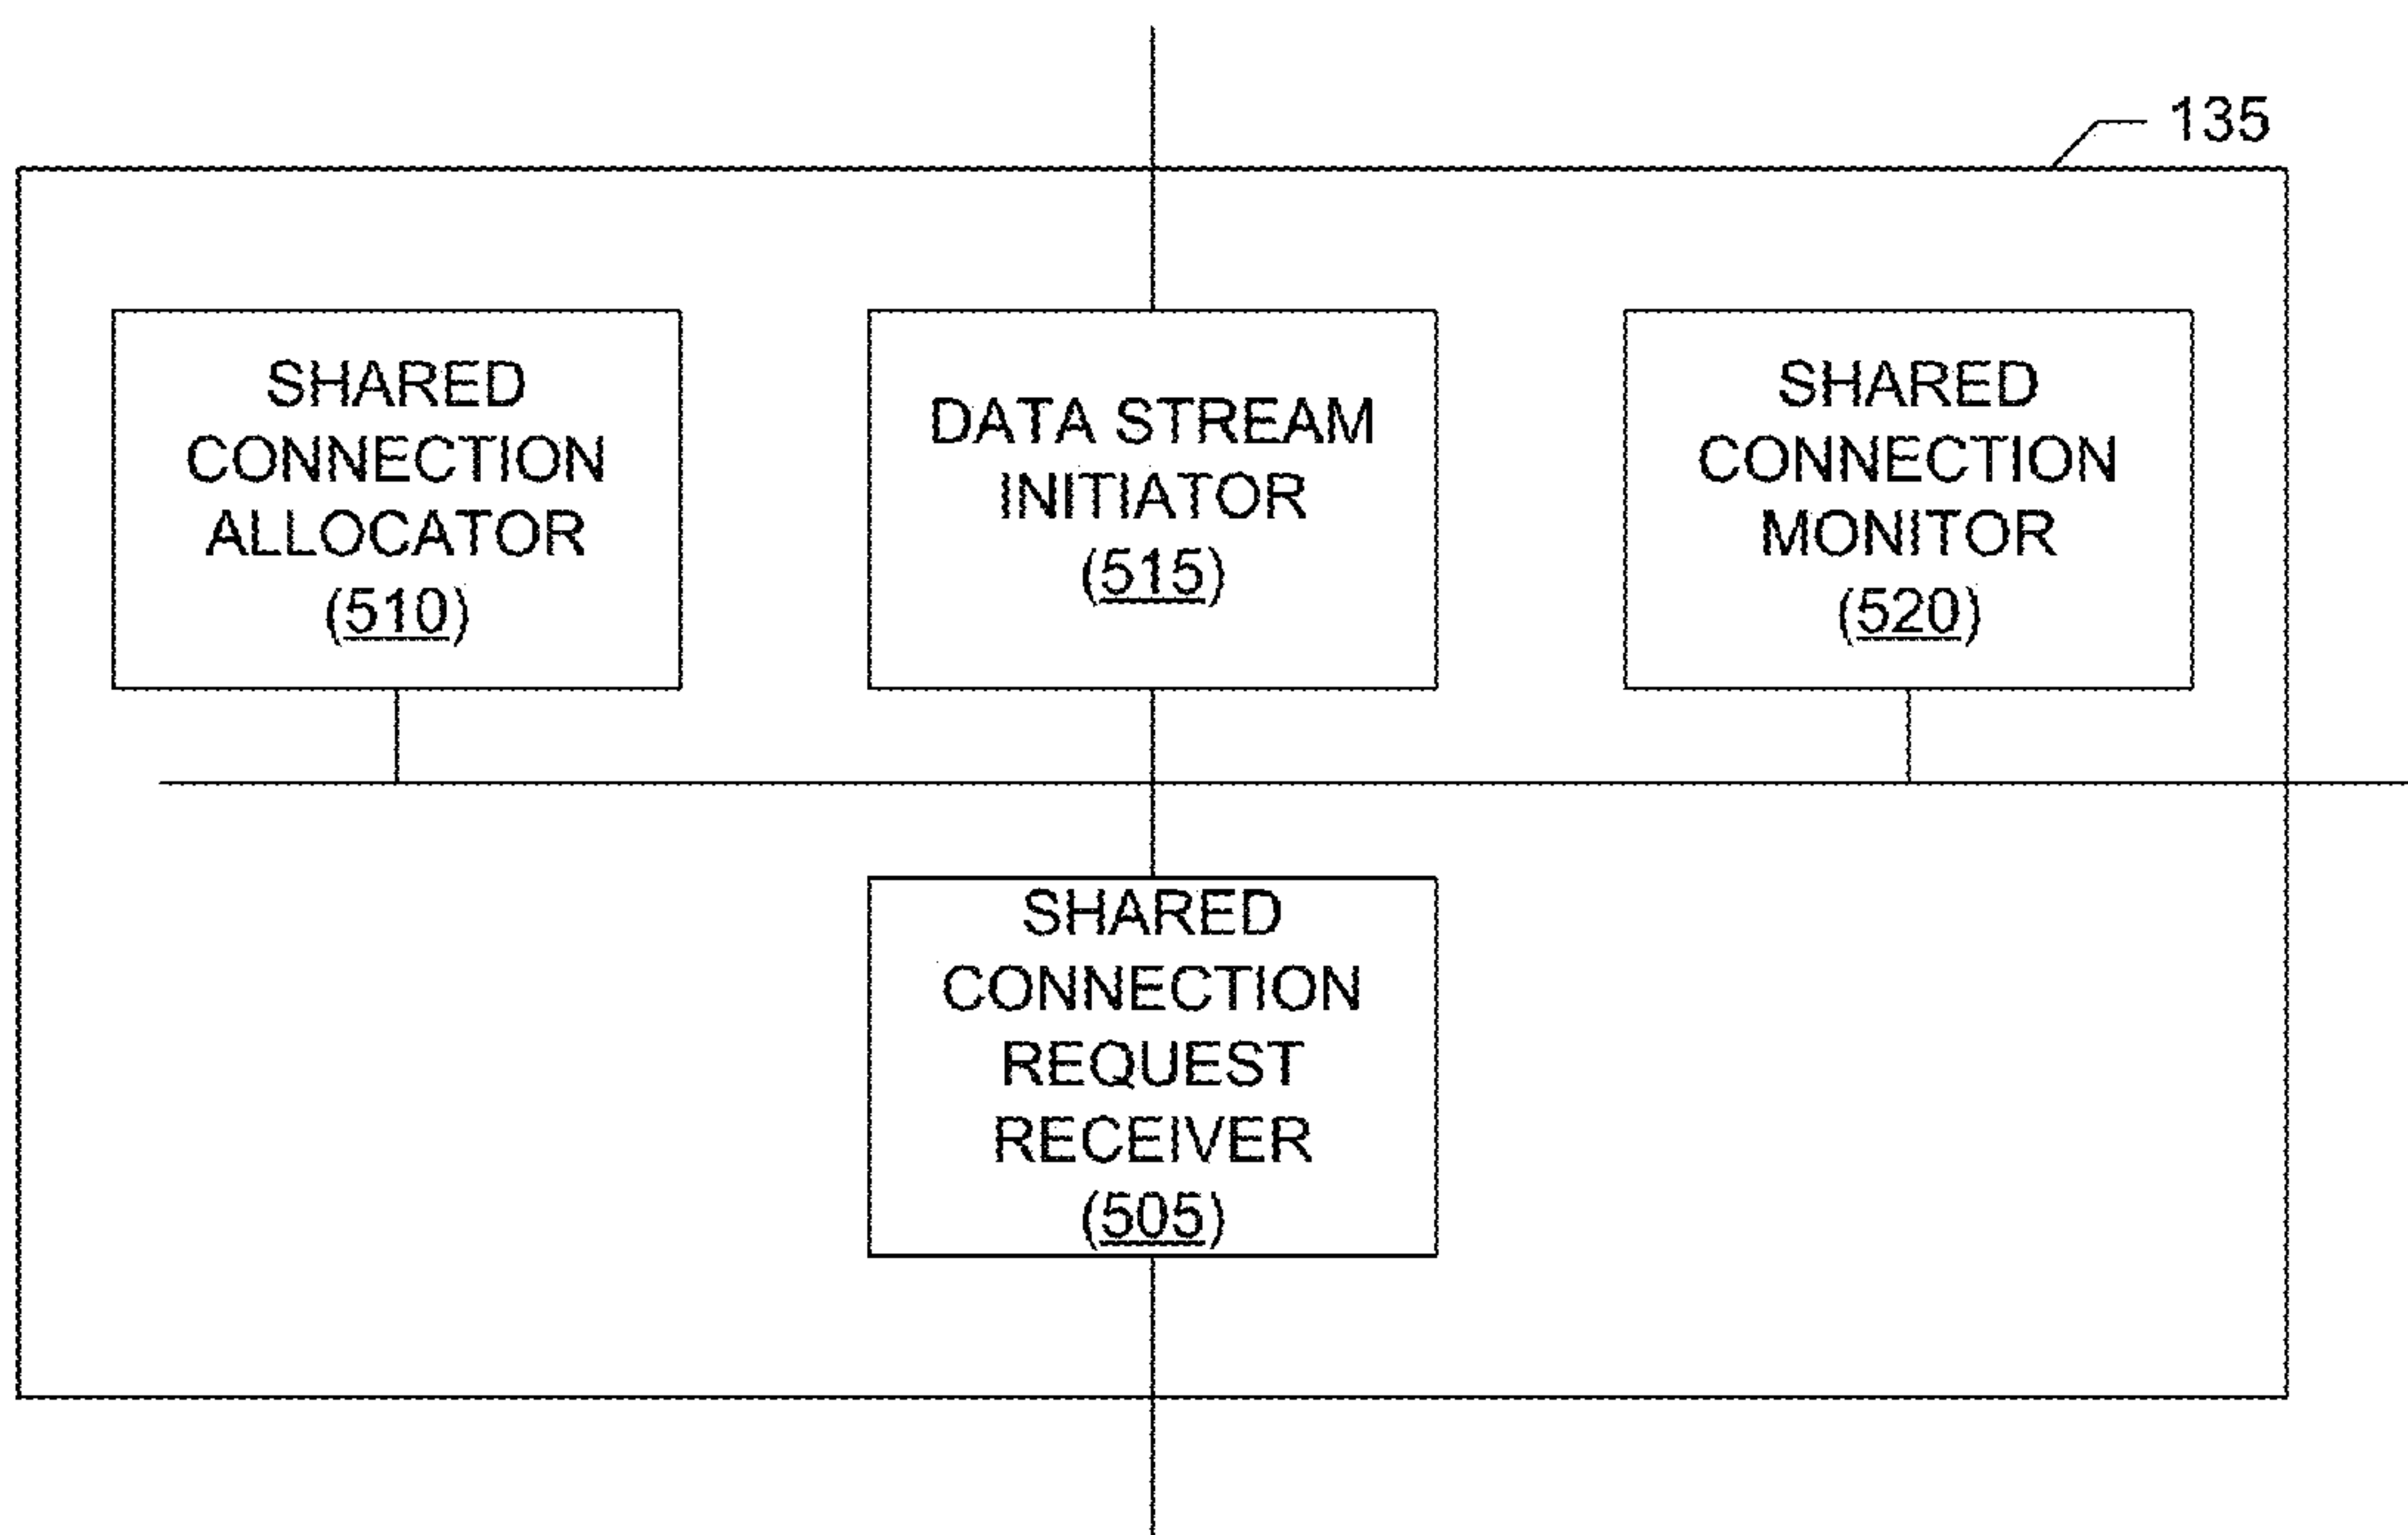 135
SHARED
CONNECTION
ALLOCATOR
(510)
DATA STREAM
INITIATOR
(515)
SHARED
CONNECTION
MONITOR
(520)
SHARED
CONNECTION
REQUEST
RECEIVER
(505)